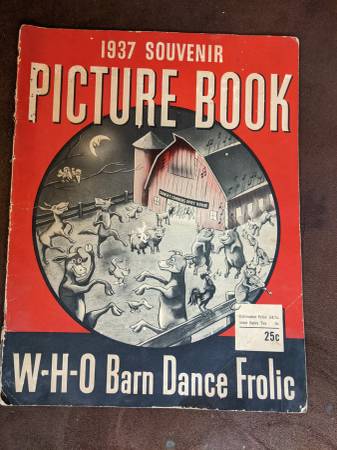 1937 SOUVENIR
PICTURE BOOK
25c
W-H-O Barn Dance Frolic